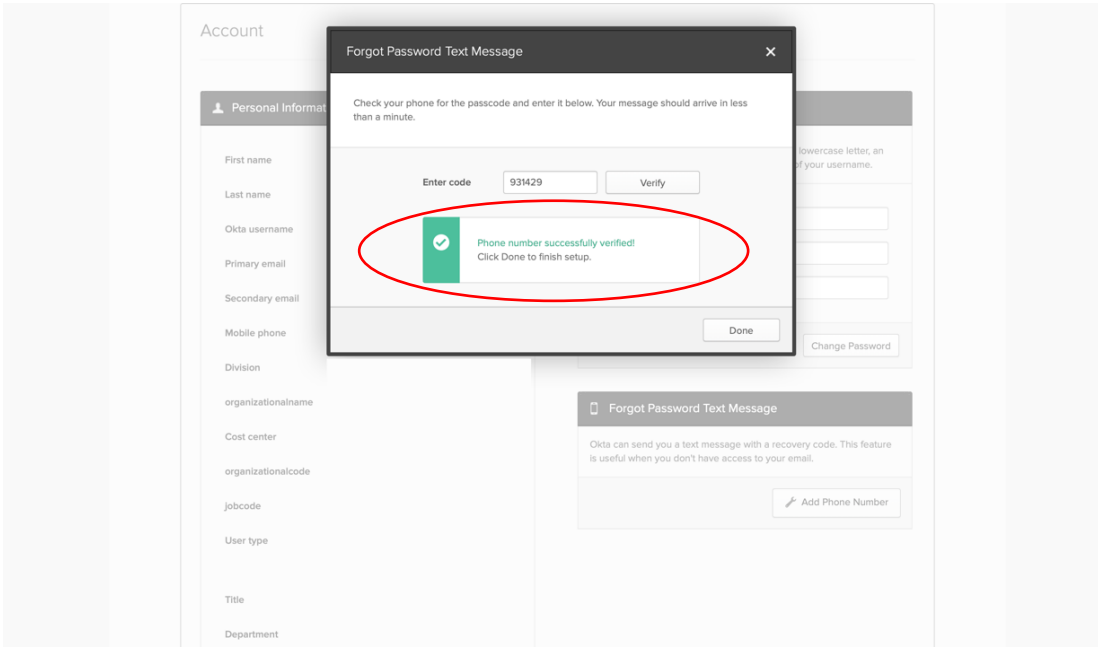 Account
Forgot Password Text Message
Check your phone for the passcode and enter it below. Your message should arrive in less
than a minute.
Enter code
931429
Verify
Phone number successfully verified!
Click Done to finish setup.
Done
Personal Informat
First name
Last name
Okta username
Primary email
Secondary email
Mobile phone
Division
organizationalname
Cost center
organizationalcode
jobcode
User type
Title
Department
lowercase letter, an
of your username.
Change Password
Forgot Password Text Message
Okta can send you a text message with a recovery code. This feature
is useful when you don't have access to your email.
Add Phone Number